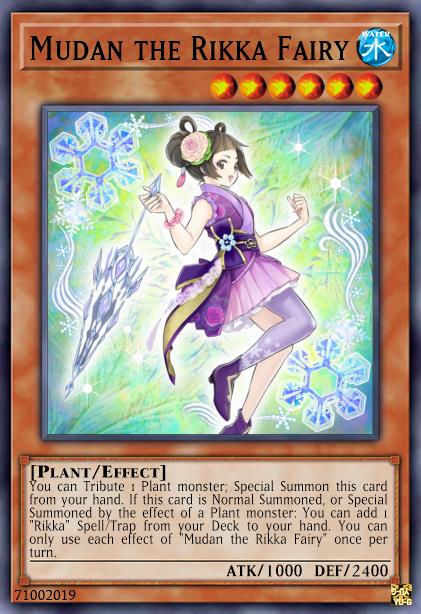 MUDAN THE RIKKA FAIRY
WATER
水
[PLANT/EFFECT]
You can Tribute 1 Plant monster; Special Summon this card
from your hand. If this card is Normal Summoned, or Special
Summoned by the effect of a Plant monster: You can add 1
"Rikka" Spell/Trap from your Deck to your hand. You can
only use each effect of "Mudan the Rikka Fairy" once per
turn.
ATK/1000 DEF/2400
71002019